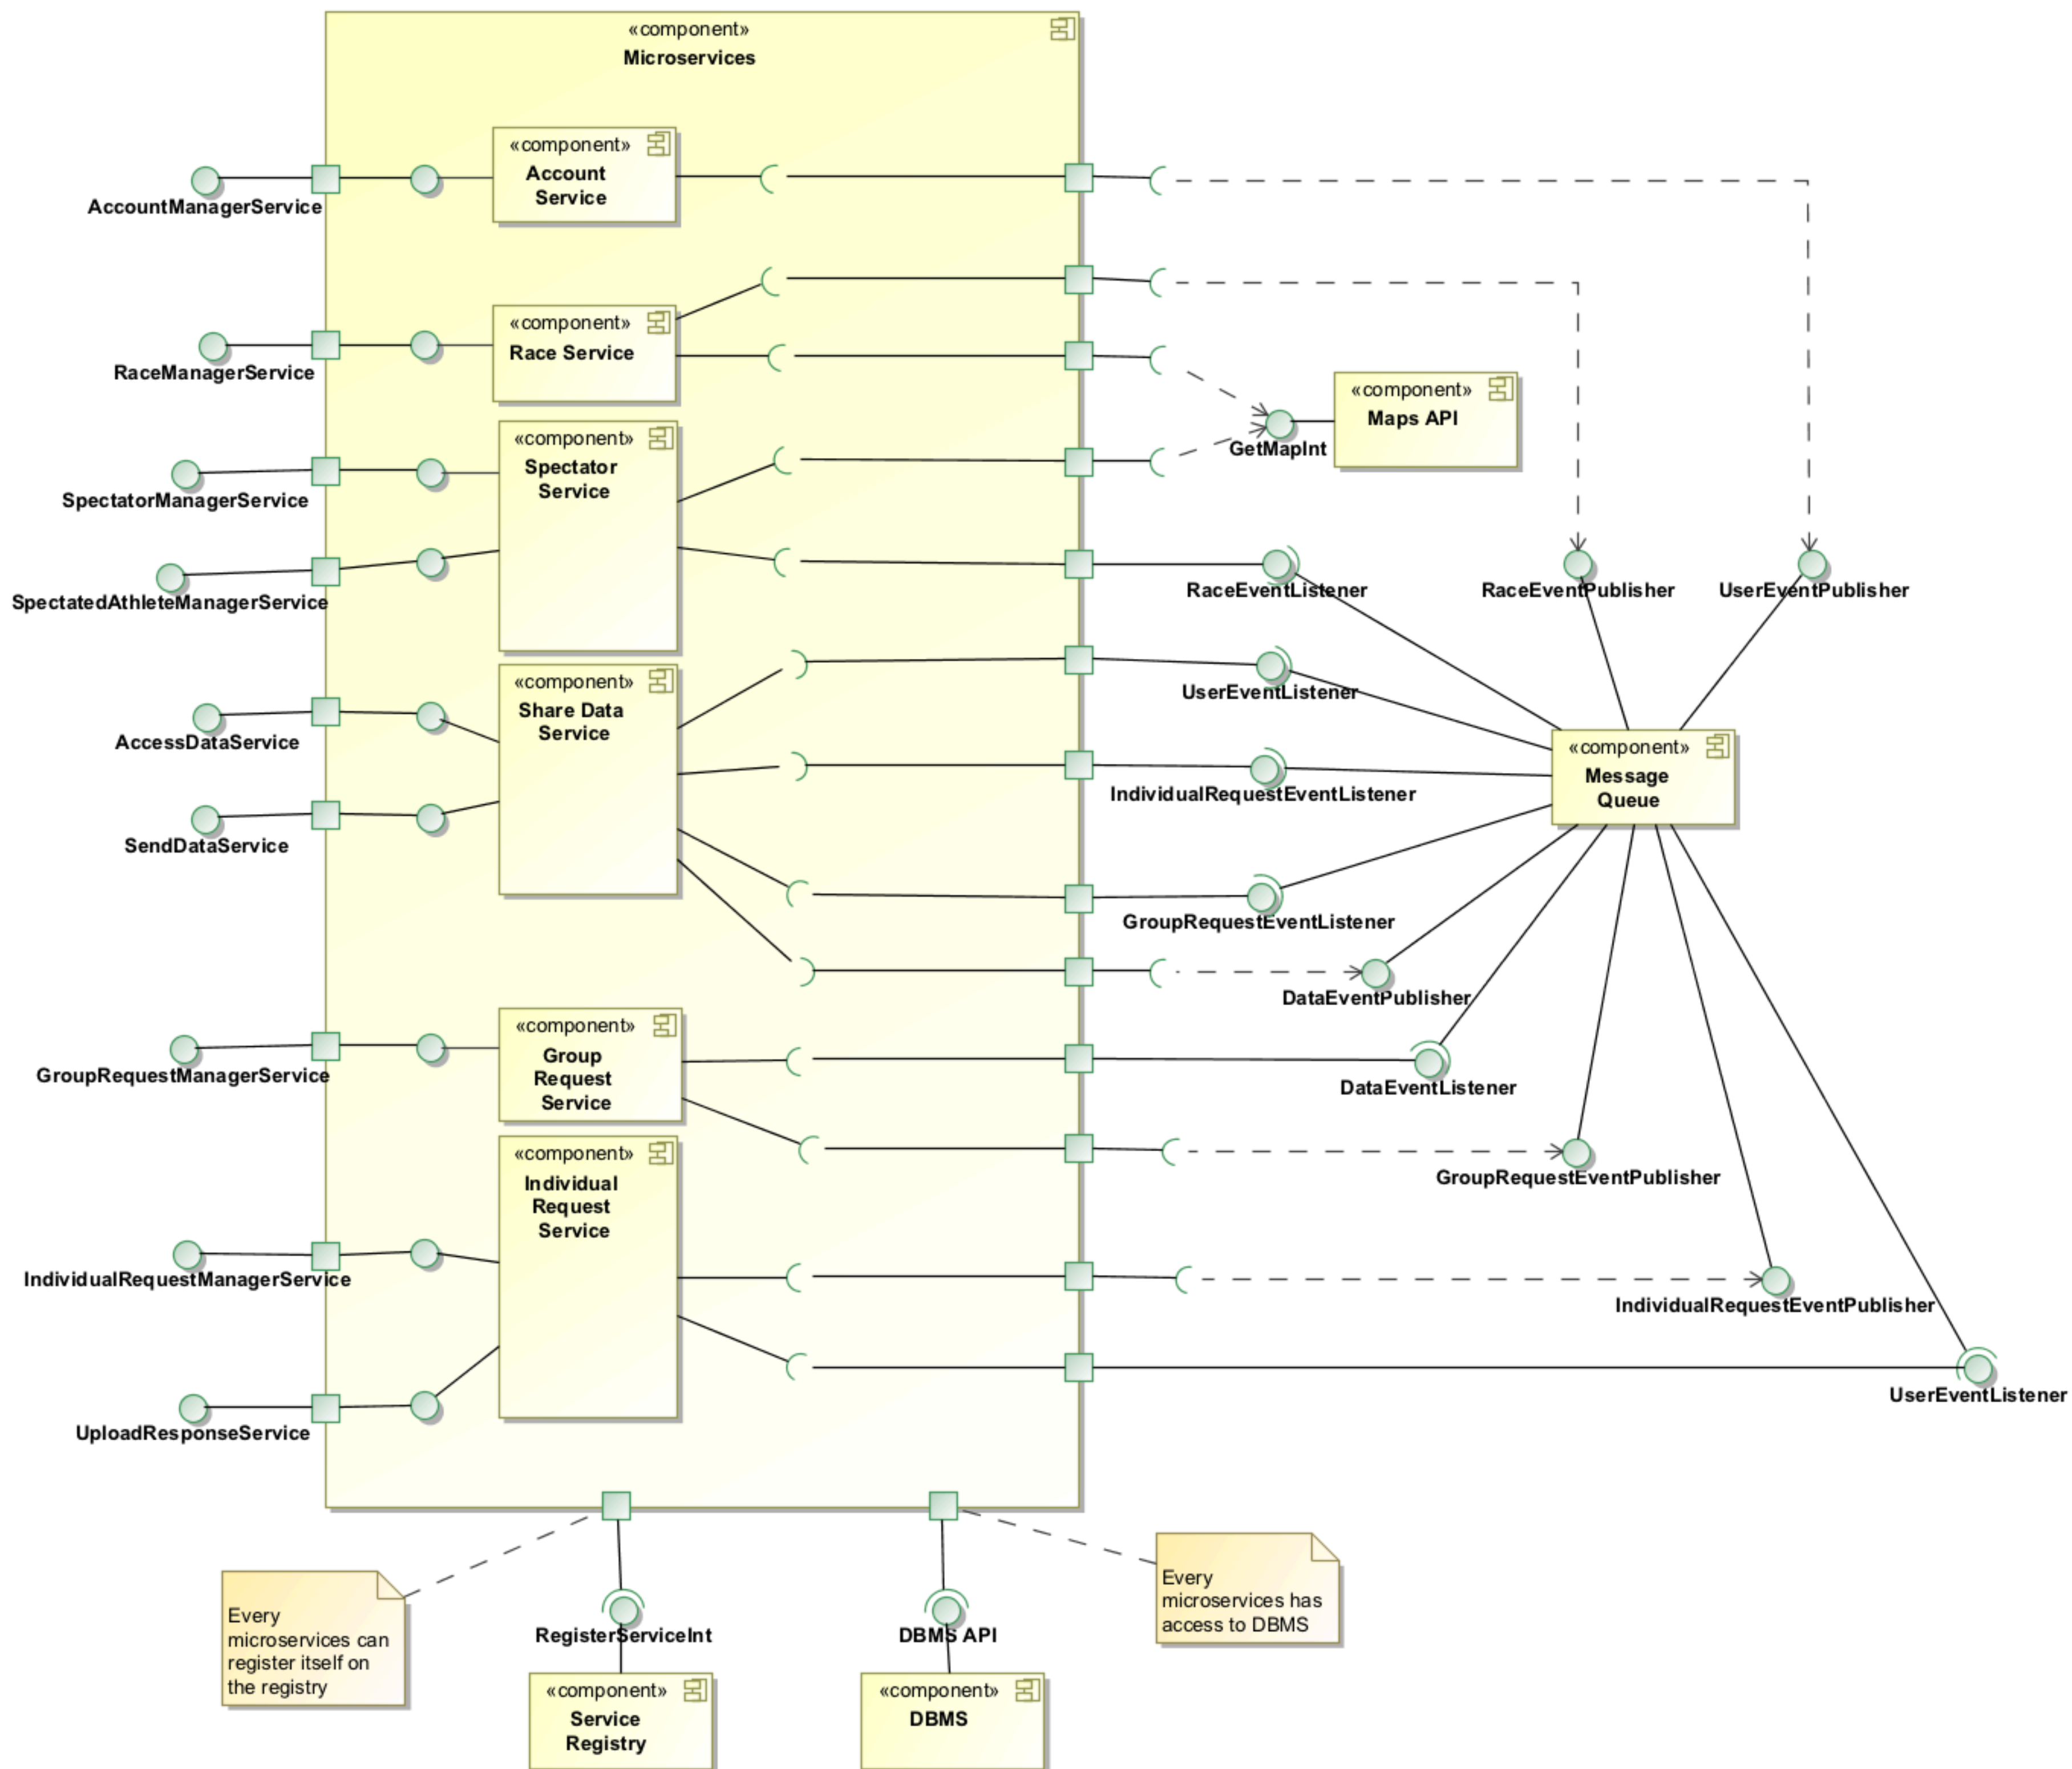 «component»
Microservices
«component»
Account
Service
AccountManagerService
«component»
Race Service
RaceManagerService
«component»
Maps API
GetMapInt
«component»
Spectator
Service
SpectatorManagerService
SpectatedAthleteManagerService
RaceEventListener
RaceEventPublisher
UserEventPublisher
«component»
Share Data
Service
UserEventListener
AccessDataService
«component»
Message
Queue
IndividualRequestEventListener
SendDataService
GroupRequestEventListener
DataEventPublisher
«component»
Group
Request
Service
GroupRequestManagerService
DataEventListener
«component»
Individual
Request
Service
GroupRequestEventPublisher
IndividualRequestManagerService
IndividualRequestEventPublisher
UserEventListener
UploadResponseService
Every
microservices can
register itself on
the registry
RegisterServiceInt
DBMS API
Every
microservices has
access to DBMS
«component»
Service
Registry
«component»
DBMS